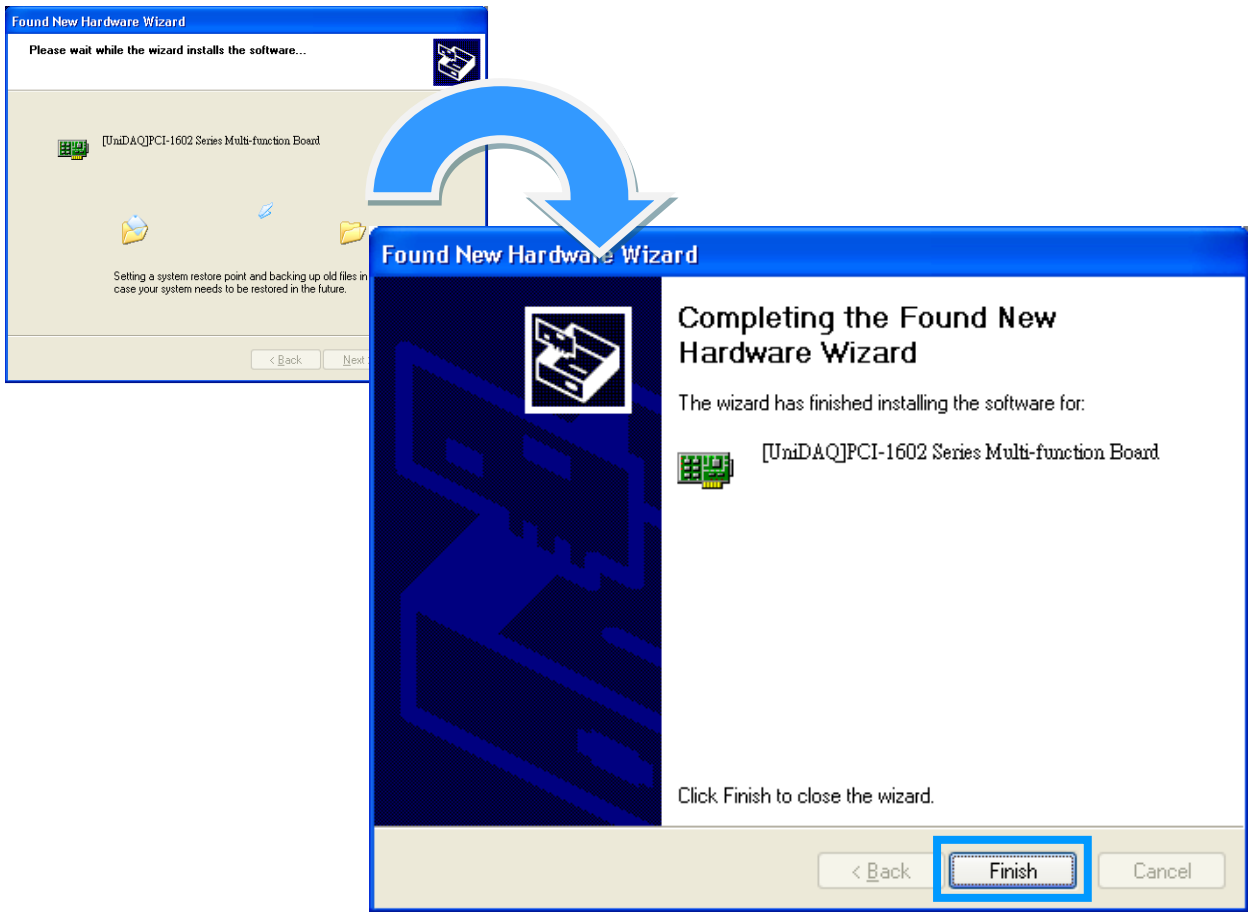 Found New Hardware Wizard
Please wait while the wizard installs the software...
[UniDAQ]PCI-1602 Series Multi-function Board
Setting a system restore point and backing up old files in
case your system needs to be restored in the future.
< Back
Next
Found New Hardware Wizard
Completing the Found New
Hardware Wizard
The wizard has finished installing the software for:
[UniDAQ]PCI-1602 Series Multi-function Board
Click Finish to close the wizard.
< Back
Finish
Cancel